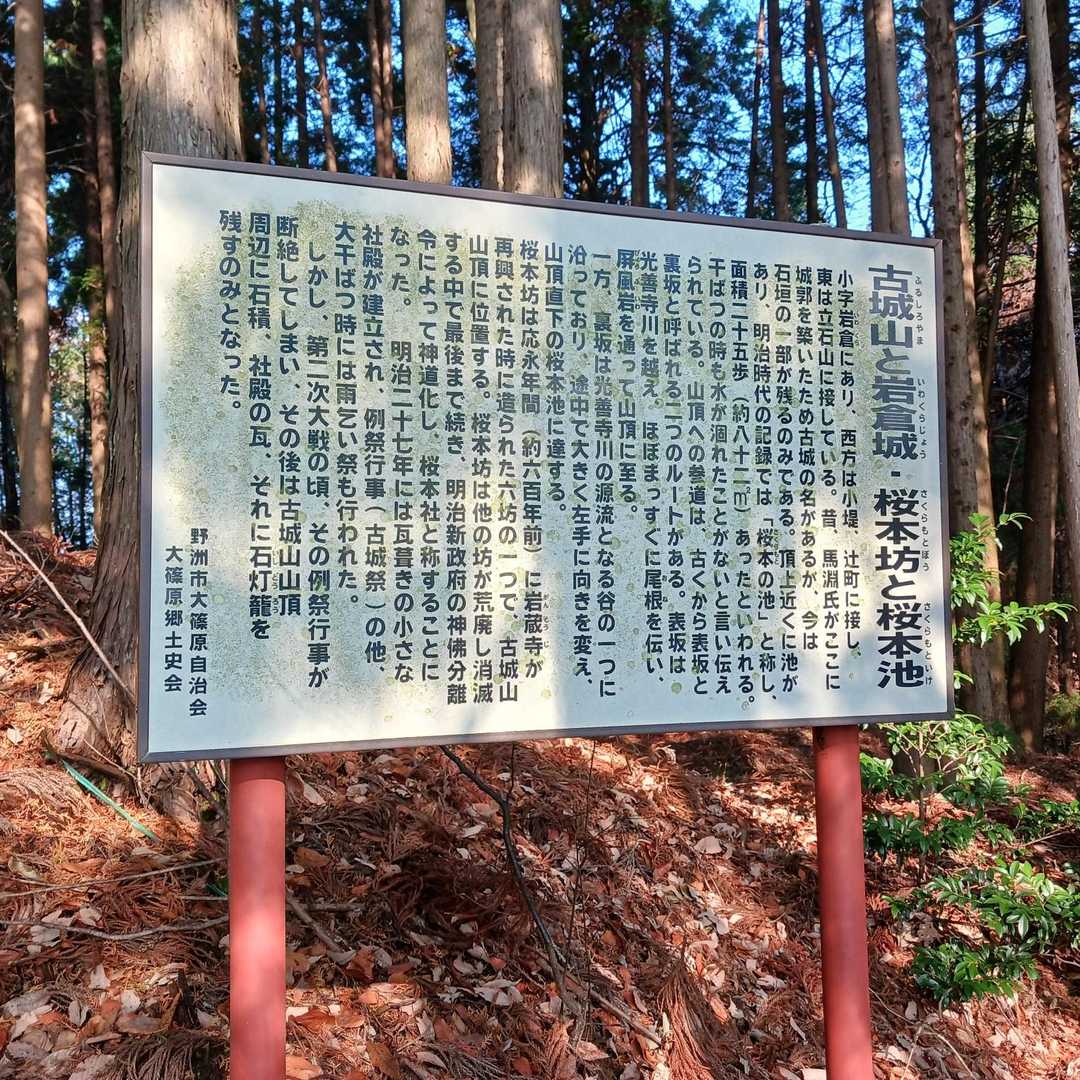 古城山と岩倉城・桜本坊と桜本池
ふるしろやま いわくらじょう さくらもとぼう さくらもといけ
小字岩倉にあり、西方は小堤、辻町に接し、
東は立石山に接している。昔、馬淵氏がここに
城郭を築いたため古城の名があるが、今は
石垣の一部が残るのみである。頂上近くに池が
あり、明治時代の記録では「桜本の池」と称し、
面積二十五歩（約八十二㎡）あったといわれる。
干ばつの時も水が涸れたことがないと言い伝え
られている。山頂への参道は、古くから表坂と
裏坂と呼ばれる二つのルートがある。表坂は
光善寺川を越え、ほぼまっすぐに尾根を伝い、
屏風岩を通って山頂に至る。
一方、裏坂は光善寺川の源流となる谷の一つに
沿っており、途中で大きく左手に向きを変え、
山頂直下の桜本池に達する。
桜本坊は応永年間（約六百年前）に岩蔵寺が
再興された時に造られた六坊の一つで、古城山
山頂に位置する。桜本坊は他の坊が荒廃し消滅
する中で最後まで続き、明治新政府の神佛分離
令によって神道化し、桜本社と称することに
なった。明治二十七年には瓦葺きの小さな
社殿が建立され、例祭行事（古城祭）の他、
大干ばつ時には雨乞い祭も行われた。
しかし、第二次大戦の頃、その例祭行事が
断絶してしまい、その後は古城山山頂
周辺に石積、社殿の瓦、それに石灯籠を
残すのみとなった。
野洲市大篠原自治会
大篠原郷土史会